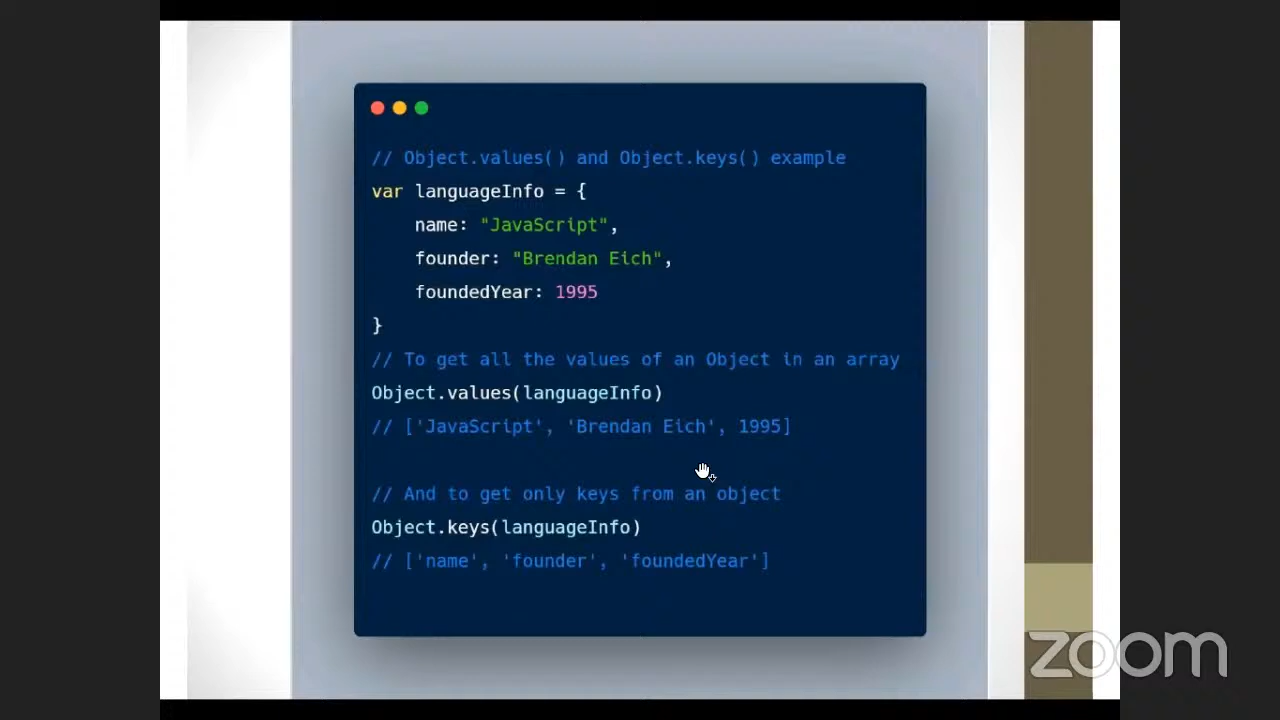 // Object.values() and Object.keys() example
var languageInfo = {
    name: "JavaScript",
    founder: "Brendan Eich",
    foundedYear: 1995
}
// To get all the values of an Object in an array
Object.values(languageInfo)
// ['JavaScript', 'Brendan Eich', 1995]
// And to get only keys from an object
Object.keys(languageInfo)
// ['name', 'founder', 'foundedYear']
zoom